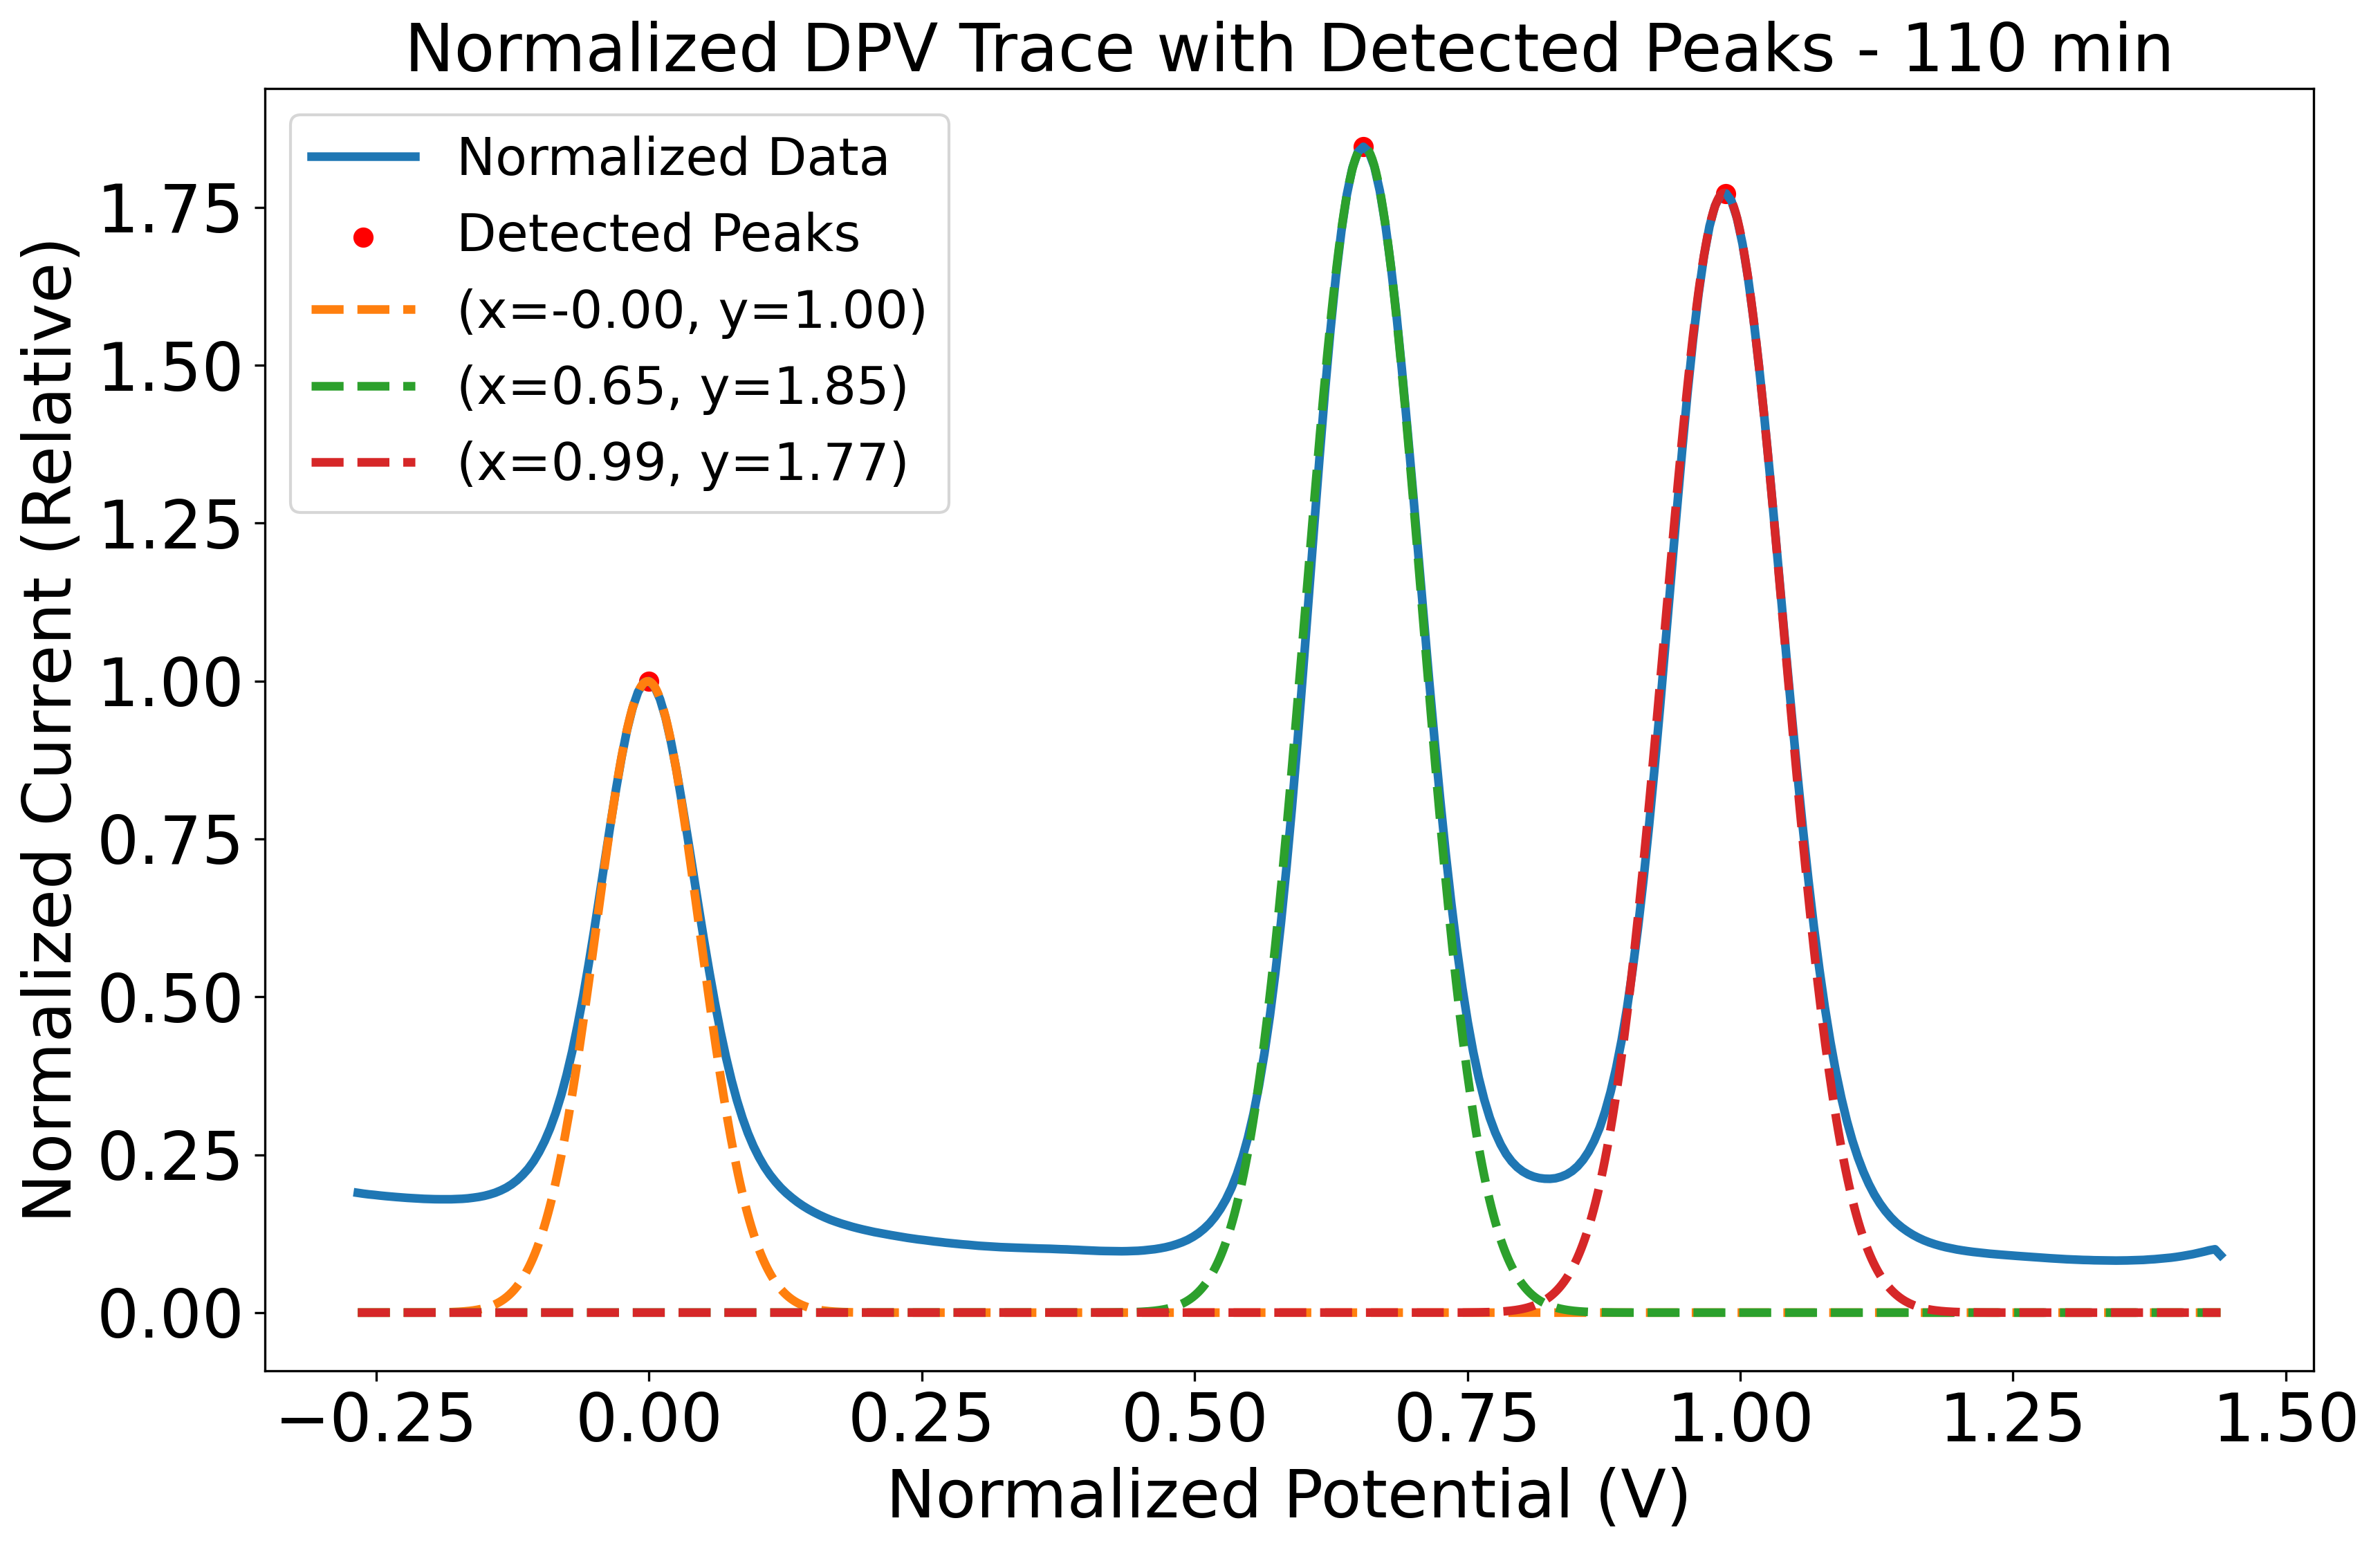 Normalized DPV Trace with Detected Peaks - 110 min
Normalized Data
Detected Peaks
(x=-0.00, y=1.00)
(x=0.65, y=1.85)
(x=0.99, y=1.77)
Normalized Current (Relative)
1.75
1.50
1.25
1.00
0.75
0.50
0.25
0.00
−0.25 0.00 0.25 0.50 0.75 1.00 1.25 1.50
Normalized Potential (V)